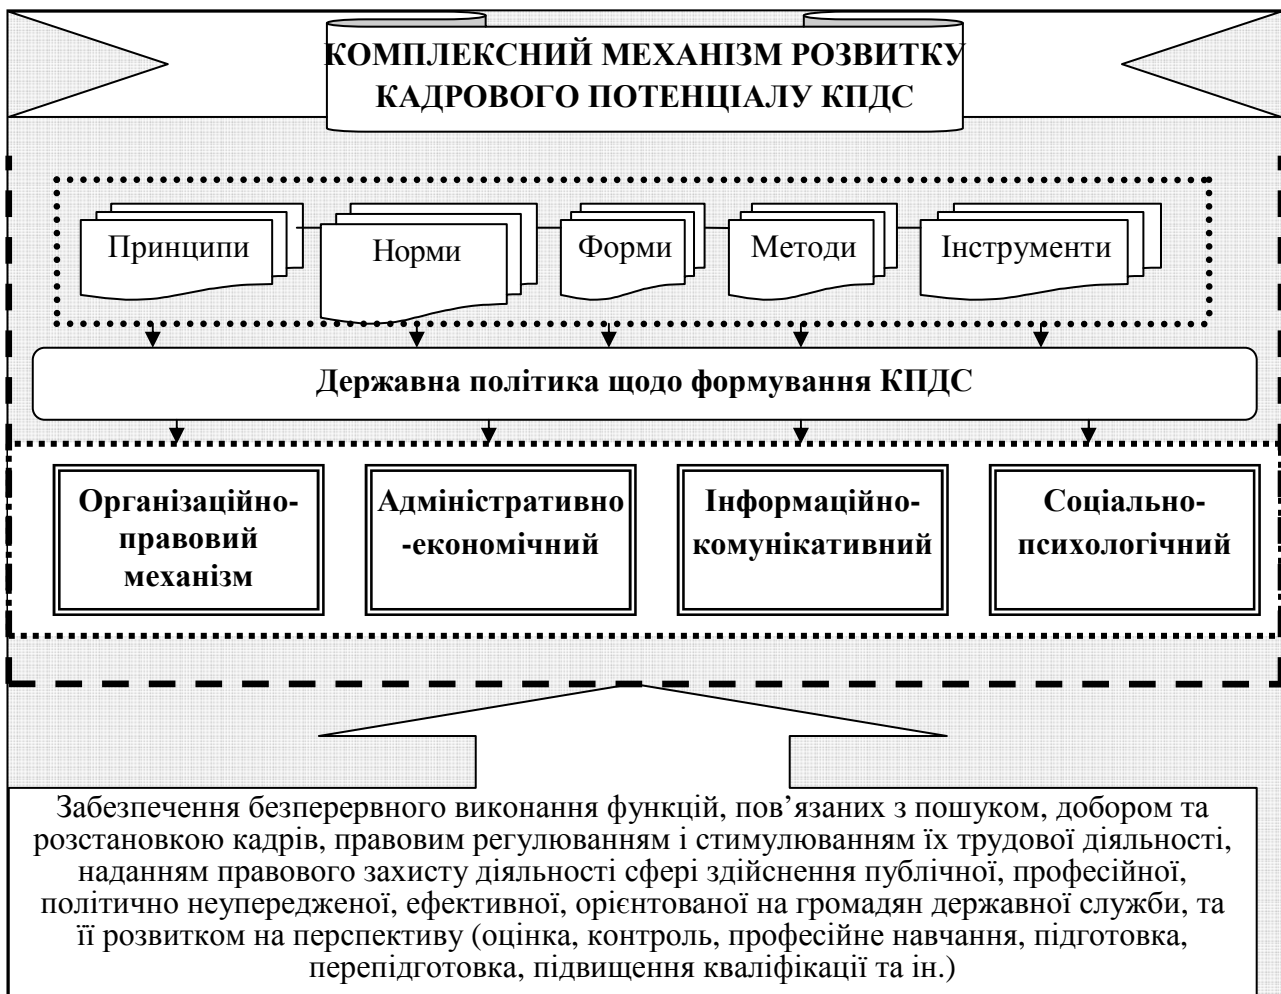 КОМПЛЕКСНИЙ МЕХАНІЗМ РОЗВИТКУ
КАДРОВОГО ПОТЕНЦІАЛУ КПДС
Принципи
Норми
Форми
Методи
Інструменти
Державна політика щодо формування КПДС
Організаційно-
правовий
механізм
Адміністративно
-економічний
Інформаційно-
комунікативний
Соціально-
психологічний
Забезпечення безперервного виконання функцій, пов’язаних з пошуком, добором та
розстановкою кадрів, правовим регулюванням і стимулюванням їх трудової діяльності,
наданням правового захисту діяльності сфері здійснення публічної, професійної,
політично неупередженої, ефективної, орієнтованої на громадян державної служби, та
її розвитком на перспективу (оцінка, контроль, професійне навчання, підготовка,
перепідготовка, підвищення кваліфікації та ін.)